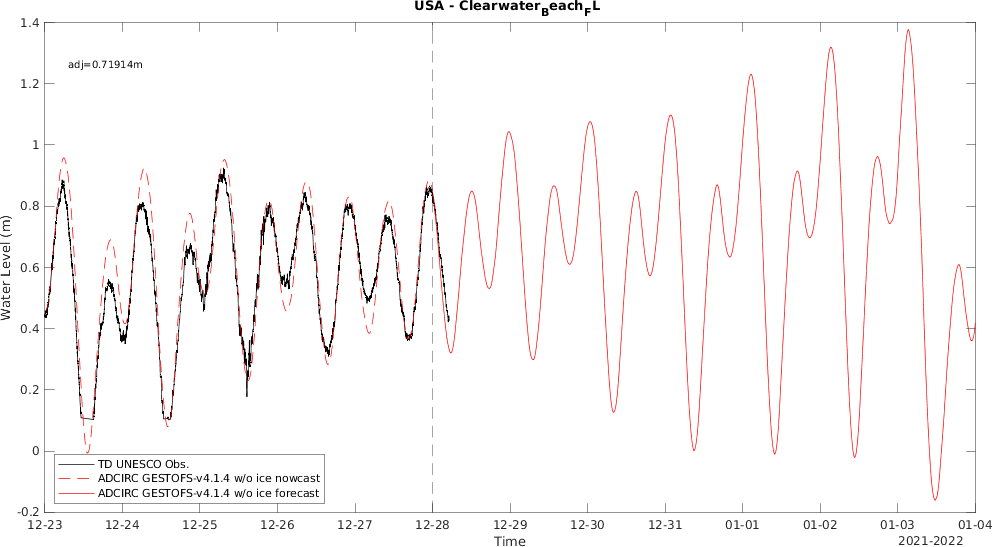 USA - ClearwaterBeachFL
adj=0.71914m
Water Level (m)
1.4
1.2
1
0.8
0.6
0.4
0.2
0
-0.2
TD UNESCO Obs.
ADCIRC GESTOFS-v4.1.4 w/o ice nowcast
ADCIRC GESTOFS-v4.1.4 w/o ice forecast
12-23 12-24 12-25 12-26 12-27 12-28 12-29 12-30 12-31 01-01 01-02 01-03 01-04
Time
2021-2022